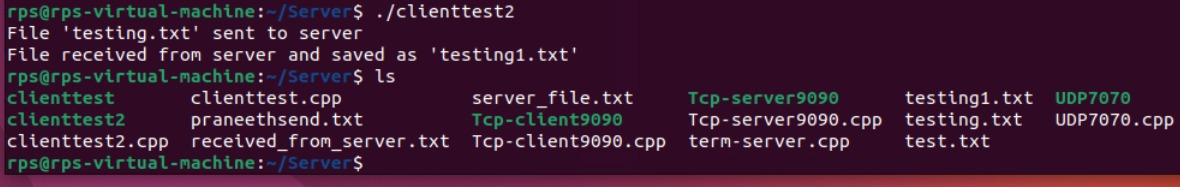 rps@rps-virtual-machine:~/Server$ ./clienttest2
File 'testing.txt' sent to server
File received from server and saved as 'testing1.txt'
rps@rps-virtual-machine:~/Server$ ls
clienttest clienttest.cpp server_file.txt Tcp-server9090 testing1.txt UDP7070
clienttest2 praneethsend.txt Tcp-client9090 Tcp-server9090.cpp testing.txt UDP7070.cpp
clienttest2.cpp received_from_server.txt Tcp-client9090.cpp term-server.cpp test.txt
rps@rps-virtual-machine:~/Server$